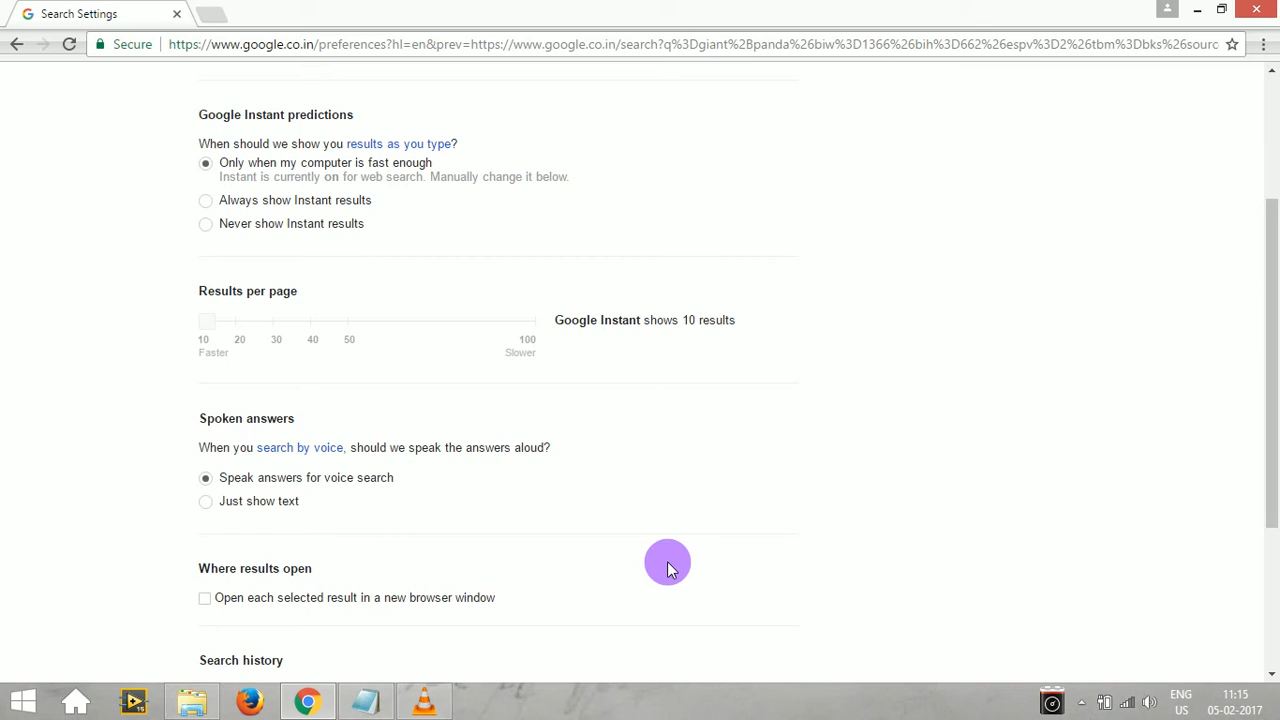 Search Settings
Secure
https://www.google.co.in/preferences?hl=en&prev=https://www.google.co.in/search?q%3Dgiant%2Bpanda%26biw%3D1366%26bih%3D662%26espv%3D2%26tbm%3Dbks%26sourc
Google Instant predictions
When should we show you results as you type?
Only when my computer is fast enough
Instant is currently on for web search. Manually change it below.
Always show Instant results
Never show Instant results
Results per page
Google Instant shows 10 results
10 20 30 40 50 100
Faster Slower
Spoken answers
When you search by voice, should we speak the answers aloud?
Speak answers for voice search
Just show text
Where results open
Open each selected result in a new browser window
Search history
ENG 11:15
US 05-02-2017